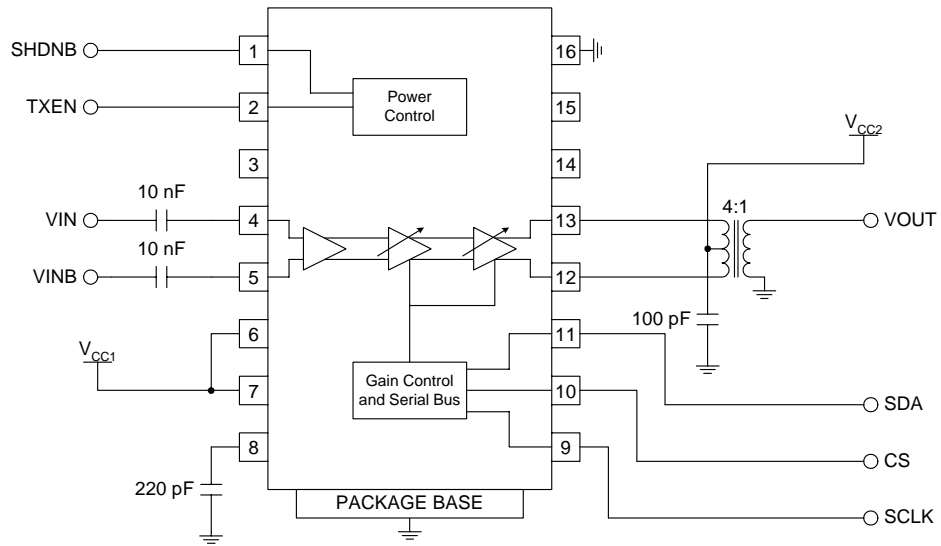 SHDNB
1
16
TXEN
2
Power
Control
15
3
14
V_CC2
10 nF
VIN
4
13
4:1
VOUT
10 nF
VINB
5
12
6
11
100 pF
V_CC1
7
Gain Control
and Serial Bus
10
SDA
8
9
CS
220 pF
PACKAGE BASE
SCLK